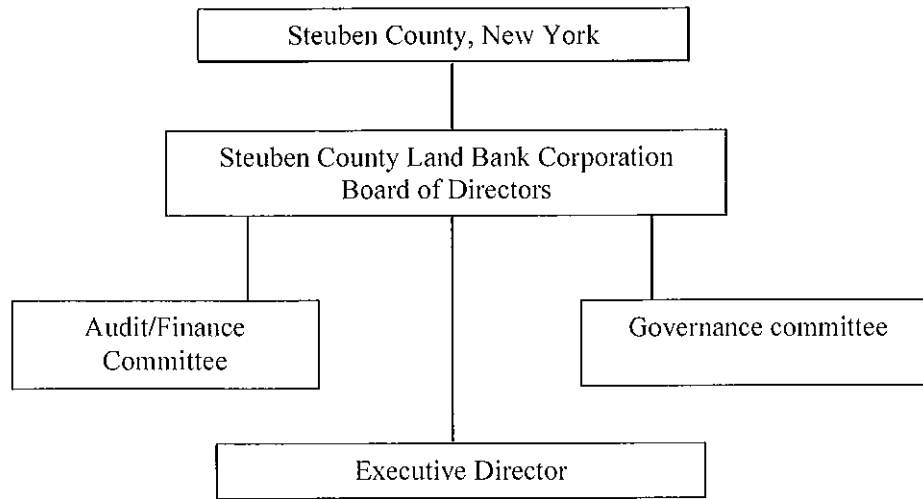 Steuben County, New York
Steuben County Land Bank Corporation
Board of Directors
Audit/Finance
Committee
Governance committee
Executive Director